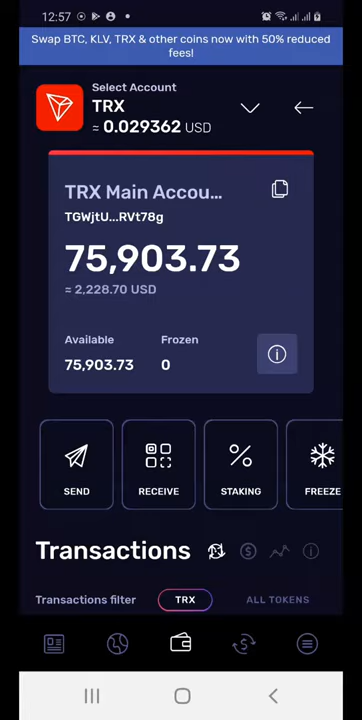 12:57
Swap BTC, KLV, TRX & other coins now with 50% reduced
fees!
Select Account
TRX
≈ 0.029362 USD
TRX Main Accou...
TGWjtU...RVt78g
75,903.73
≈ 2,228.70 USD
Available Frozen
75,903.73 0
SEND RECEIVE STAKING FREEZE
Transactions
Transactions filter TRX ALL TOKENS